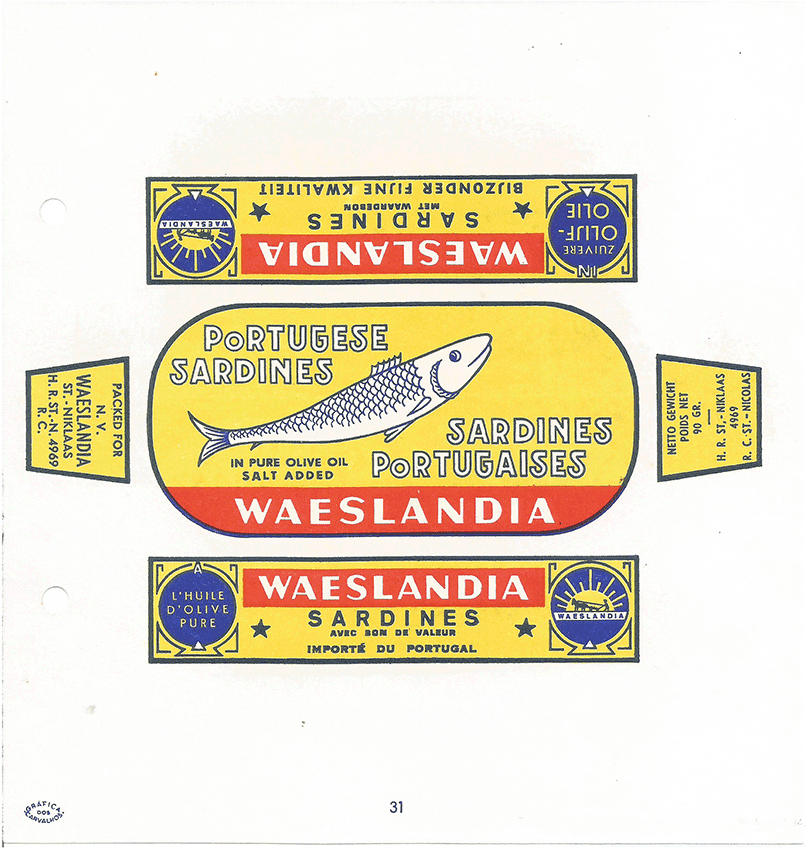 BIJZONDER FIJNE KWALITEIT
MET WAARDEBON
SARDINES
WAESLANDIA
WAESLANDIA
IN
ZUIVERE
OLIJF-
OLIE
PORTUGESE
SARDINES
SARDINES
PORTUGAISES
IN PURE OLIVE OIL
SALT ADDED
WAESLANDIA
PACKED FOR
N. V.
WAESLANDIA
ST.-NIKLAAS
H. R. ST.-N. 4969
R. C.
NETTO GEWICHT
POIDS NET
90 GR.
—
H. R. ST.-NIKLAAS
4969
R. C. ST.-NICOLAS
A
L'HUILE
D'OLIVE
PURE
WAESLANDIA
SARDINES
AVEC BON DE VALEUR
IMPORTÉ DU PORTUGAL
WAESLANDIA
GRÁFICA
DOS
CARVALHOS
31